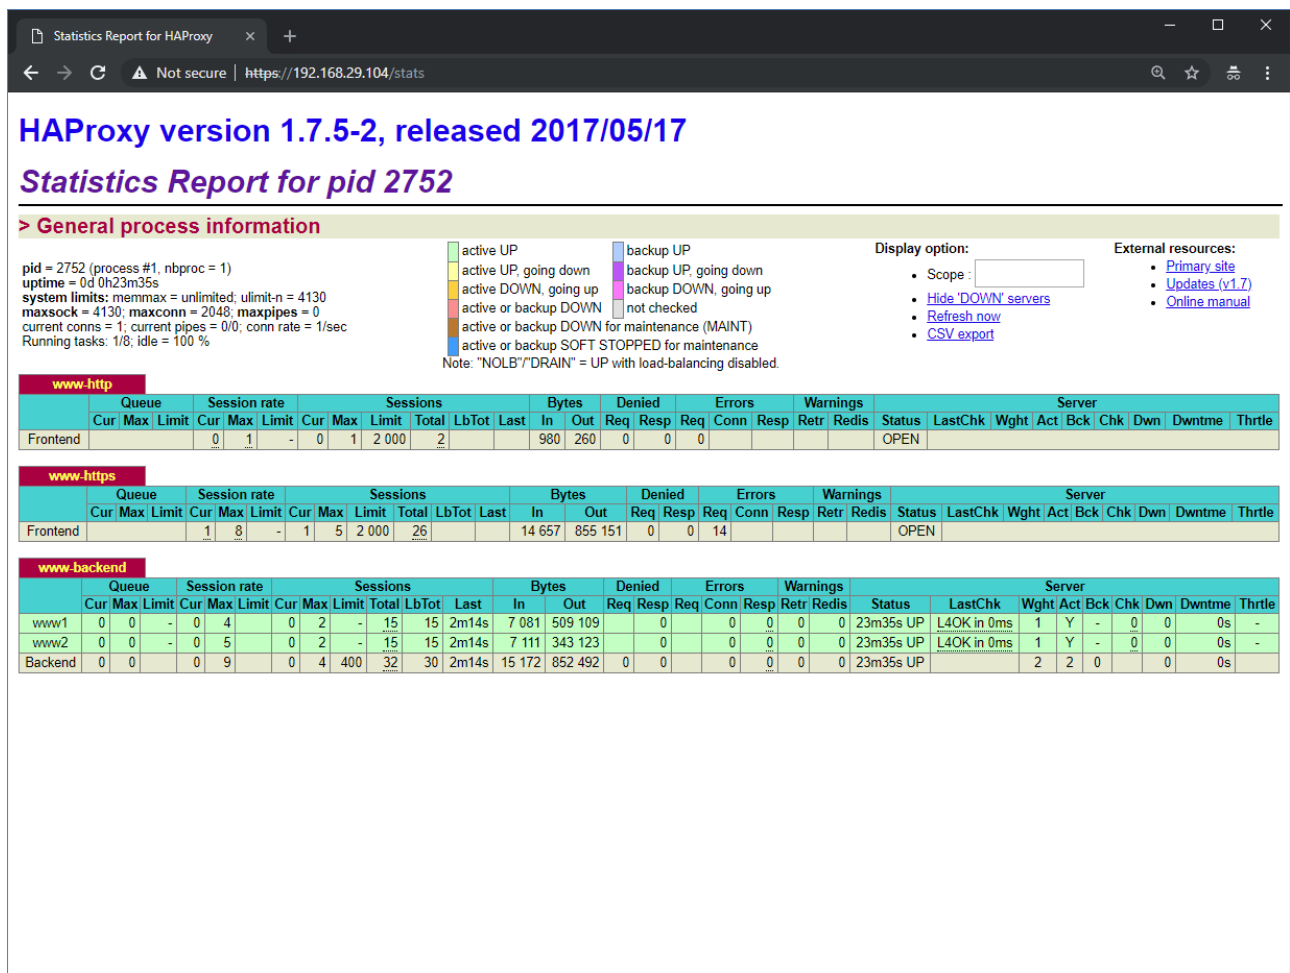 Statistics Report for HAProxy
Not secure | https://192.168.29.104/stats
HAProxy version 1.7.5-2, released 2017/05/17
Statistics Report for pid 2752
> General process information
pid = 2752 (process #1, nbproc = 1)
uptime = 0d 0h23m35s
system limits: memmax = unlimited; ulimit-n = 4130
maxsock = 4130; maxconn = 2048; maxpipes = 0
current conns = 1; current pipes = 0/0; conn rate = 1/sec
Running tasks: 1/8; idle = 100 %
active UP backup UP
active UP, going down backup UP, going down
active DOWN, going up backup DOWN, going up
active or backup DOWN not checked
active or backup DOWN for maintenance (MAINT)
active or backup SOFT STOPPED for maintenance
Note: "NOLB"/"DRAIN" = UP with load-balancing disabled.
Display option:
Scope :
Hide 'DOWN' servers
Refresh now
CSV export
External resources:
Primary site
Updates (v1.7)
Online manual
www-http
Queue Session rate Sessions Bytes Denied Errors Warnings Server
Cur Max Limit Cur Max Limit Cur Max Limit Total LbTot Last In Out Req Resp Req Conn Resp Retr Redis Status LastChk Wght Act Bck Chk Dwn Dwntme Thrtle
Frontend 0 1 - 0 1 2 000 2 980 260 0 0 0 OPEN
www-https
Queue Session rate Sessions Bytes Denied Errors Warnings Server
Cur Max Limit Cur Max Limit Cur Max Limit Total LbTot Last In Out Req Resp Req Conn Resp Retr Redis Status LastChk Wght Act Bck Chk Dwn Dwntme Thrtle
Frontend 1 8 - 1 5 2 000 26 14 657 855 151 0 0 14 OPEN
www-backend
Queue Session rate Sessions Bytes Denied Errors Warnings Server
Cur Max Limit Cur Max Limit Cur Max Limit Total LbTot Last In Out Req Resp Req Conn Resp Retr Redis Status LastChk Wght Act Bck Chk Dwn Dwntme Thrtle
www1 0 0 - 0 4 0 2 - 15 15 2m14s 7 081 509 109 0 0 0 0 0 23m35s UP L4OK in 0ms 1 Y - 0 0 0s -
www2 0 0 - 0 5 0 2 - 15 15 2m14s 7 111 343 123 0 0 0 0 0 23m35s UP L4OK in 0ms 1 Y - 0 0 0s -
Backend 0 0 0 9 0 4 400 32 30 2m14s 15 172 852 492 0 0 0 0 0 0 23m35s UP 2 2 0 0 0s